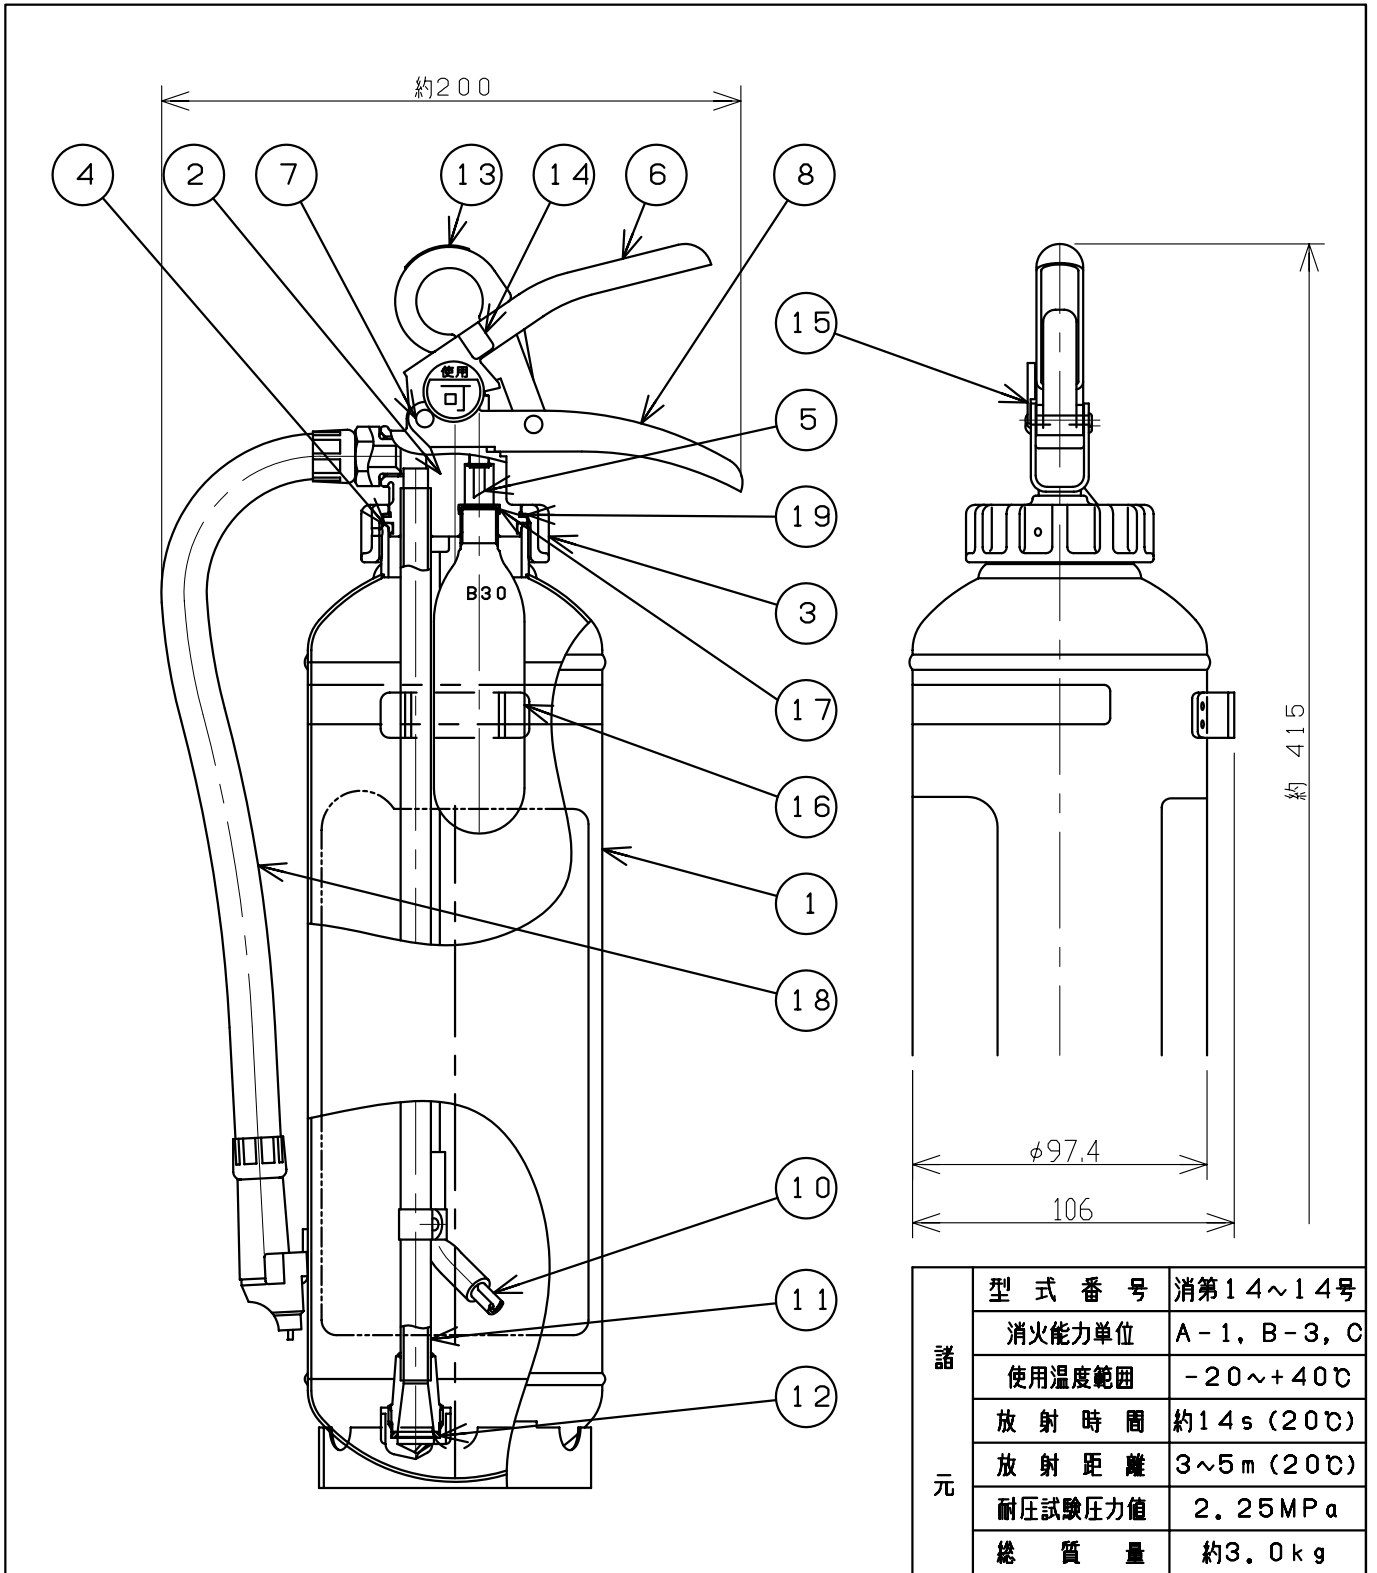 約200
4
2
7
13
14
6
8
15
使用
可
5
19
B30
3
17
約 415
16
1
18
φ97.4
10
106
11
12
諸元
型式番号 消第14~14号
消火能力単位 A-1, B-3, C
使用温度範囲 -20~+40℃
放射時間 約14s(20℃)
放射距離 3~5m(20℃)
耐圧試験圧力値 2.25MPa
総質量 約3.0kg